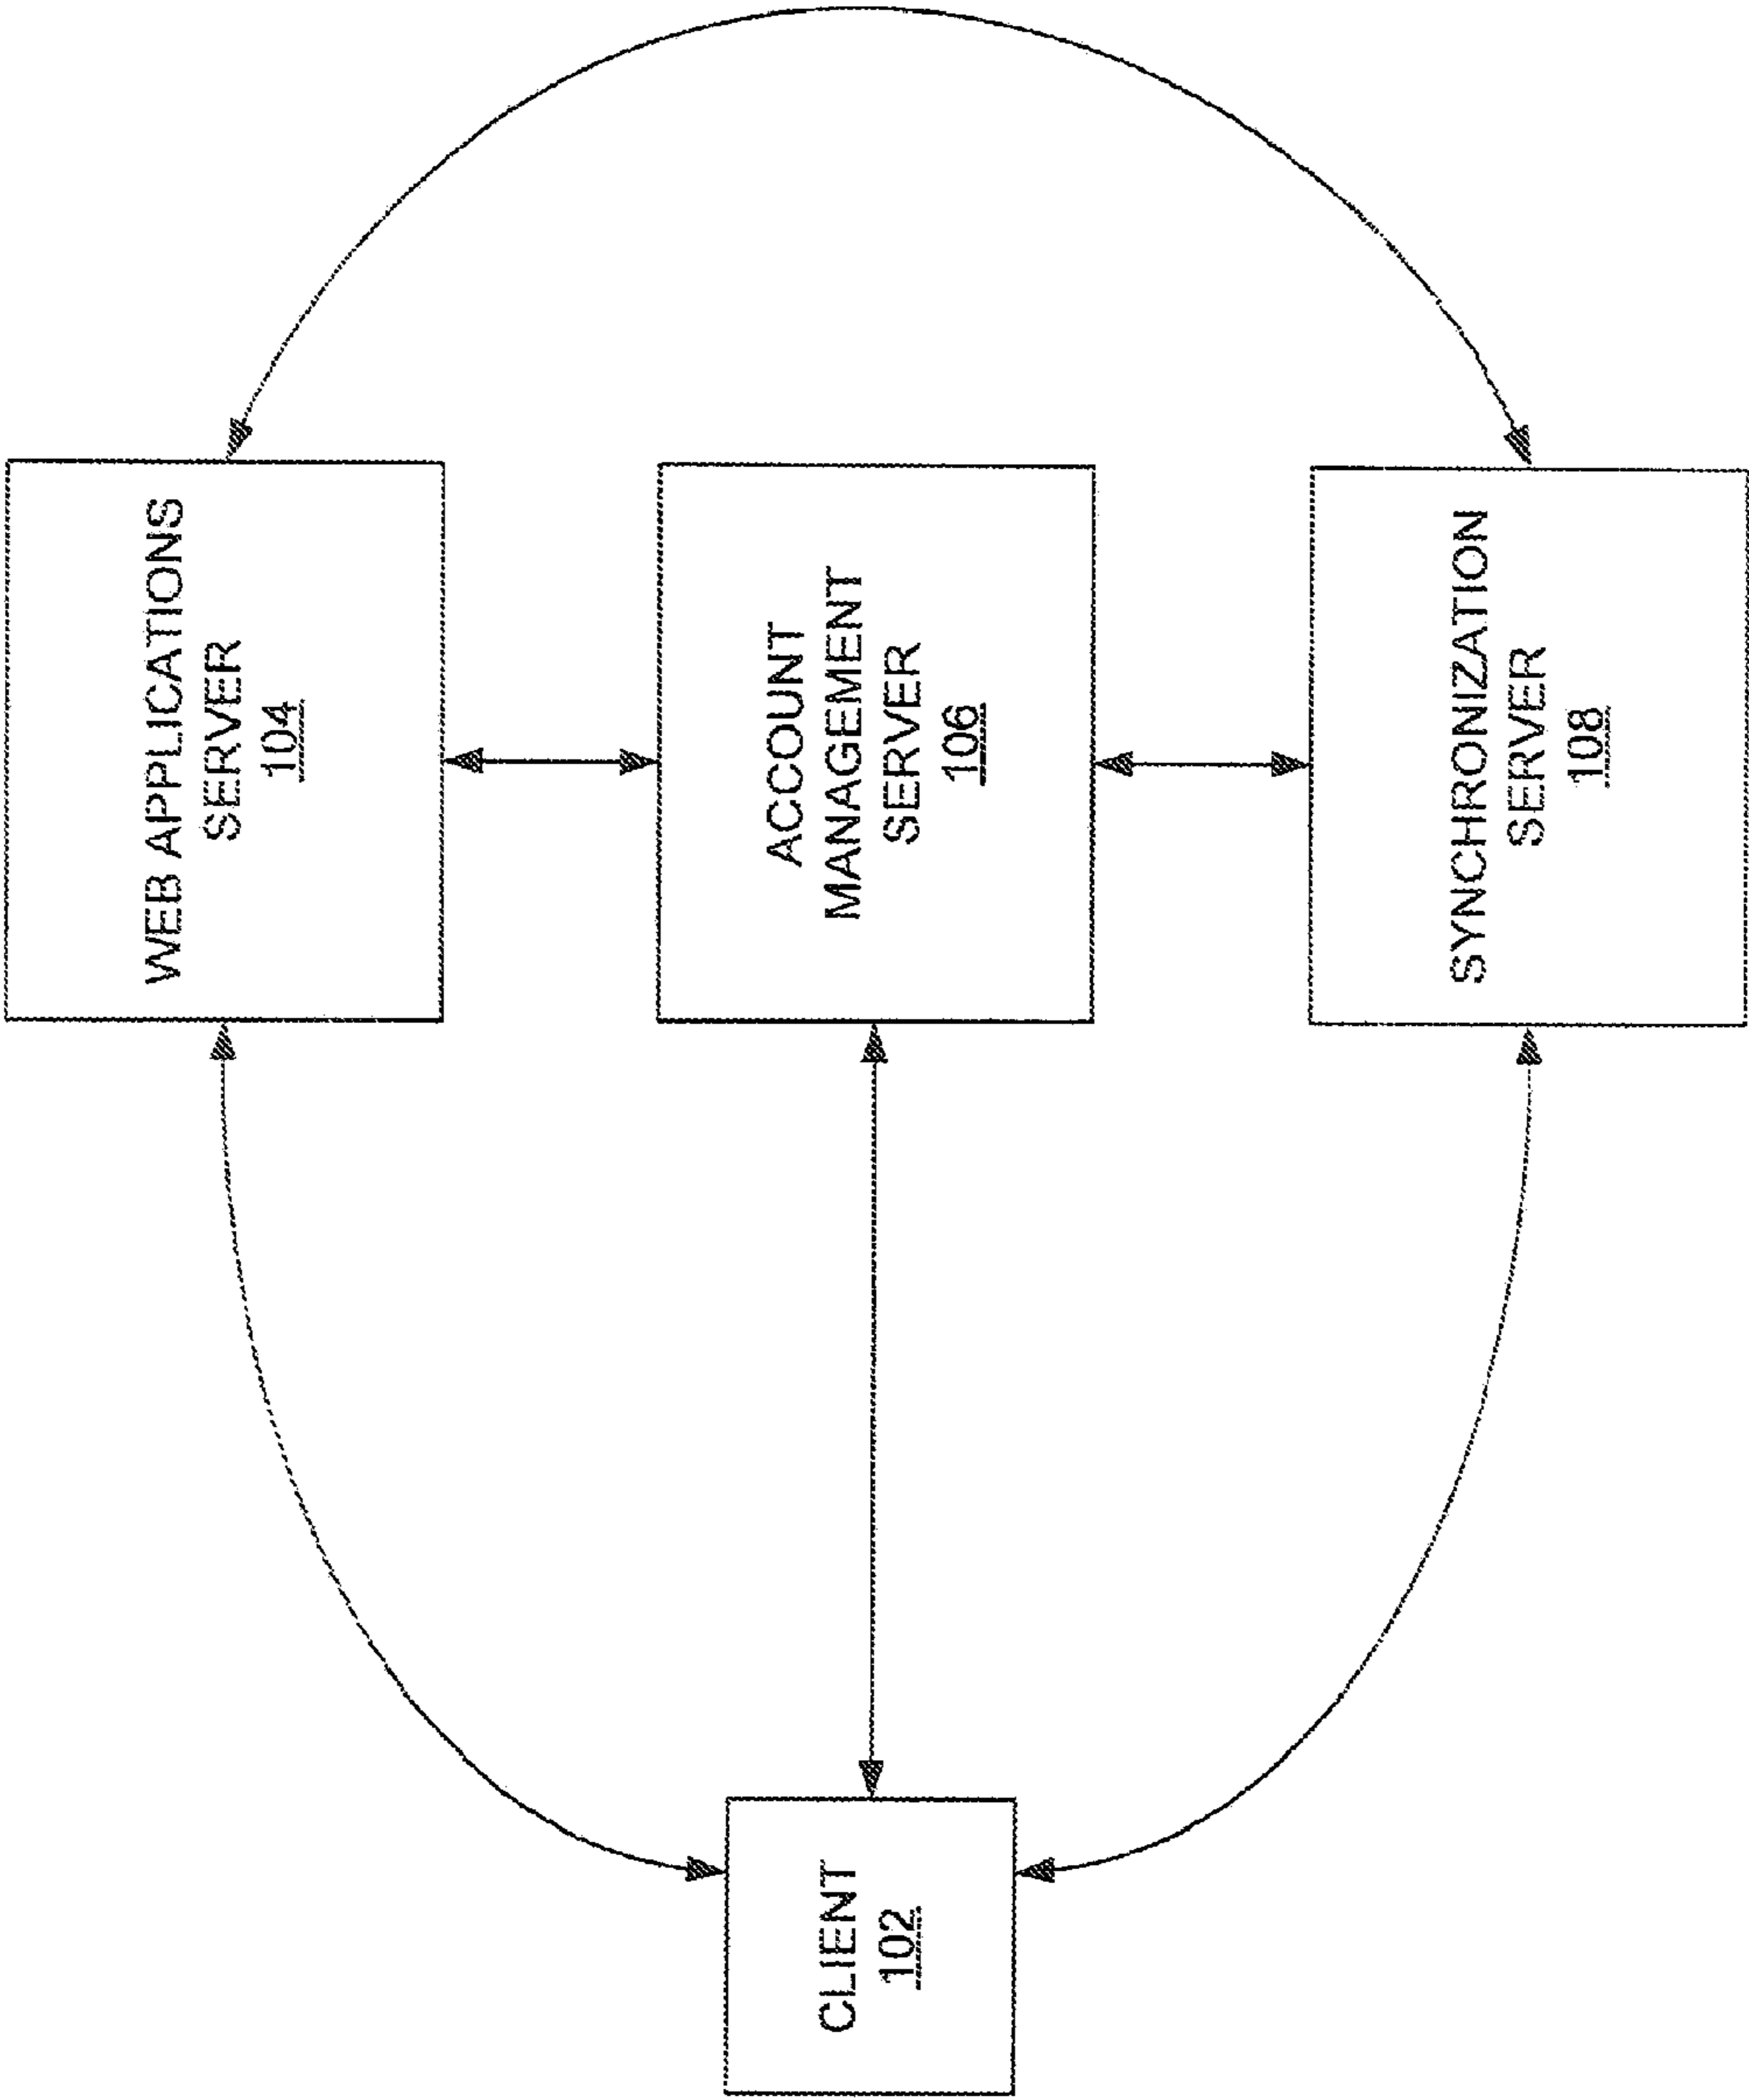 WEB APPLICATIONS
SERVER
104
ACCOUNT
MANAGEMENT
SERVER
106
SYNCHRONIZATION
SERVER
108
CLIENT
102